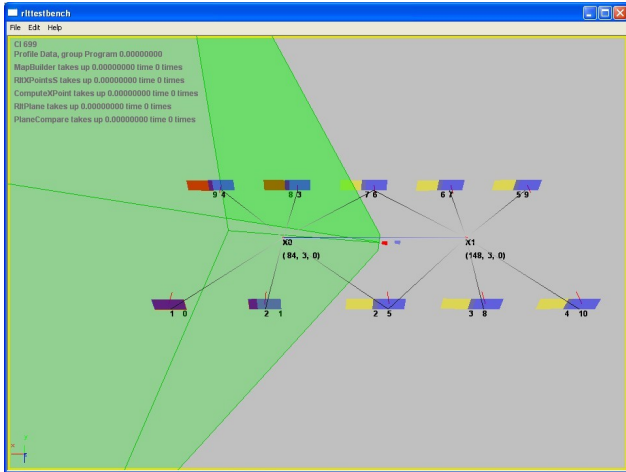 rlttestbench
File Edit Help
CI 699
Profile Data, group Program 0.00000000
MapBuilder takes up 0.00000000 time 0 times
RltXPointsS takes up 0.00000000 time 0 times
ComputeXPoint takes up 0.00000000 time 0 times
RltPlane takes up 0.00000000 time 0 times
PlaneCompare takes up 0.00000000 time 0 times
9 4 8 3 7 6 6 7 5 9
X0 X1
(84, 3, 0) (148, 3, 0)
1 0 2 1 2 5 3 8 4 10